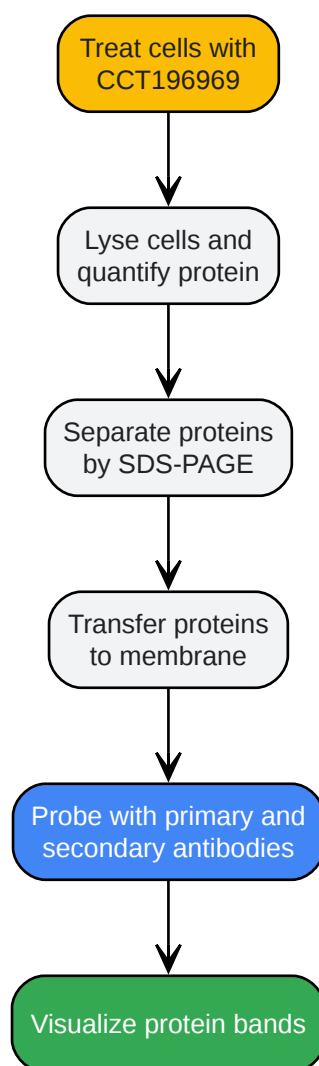 Treat cells with
CCT196969
Lyse cells and
quantify protein
Separate proteins
by SDS-PAGE
Transfer proteins
to membrane
Probe with primary and
secondary antibodies
Visualize protein bands